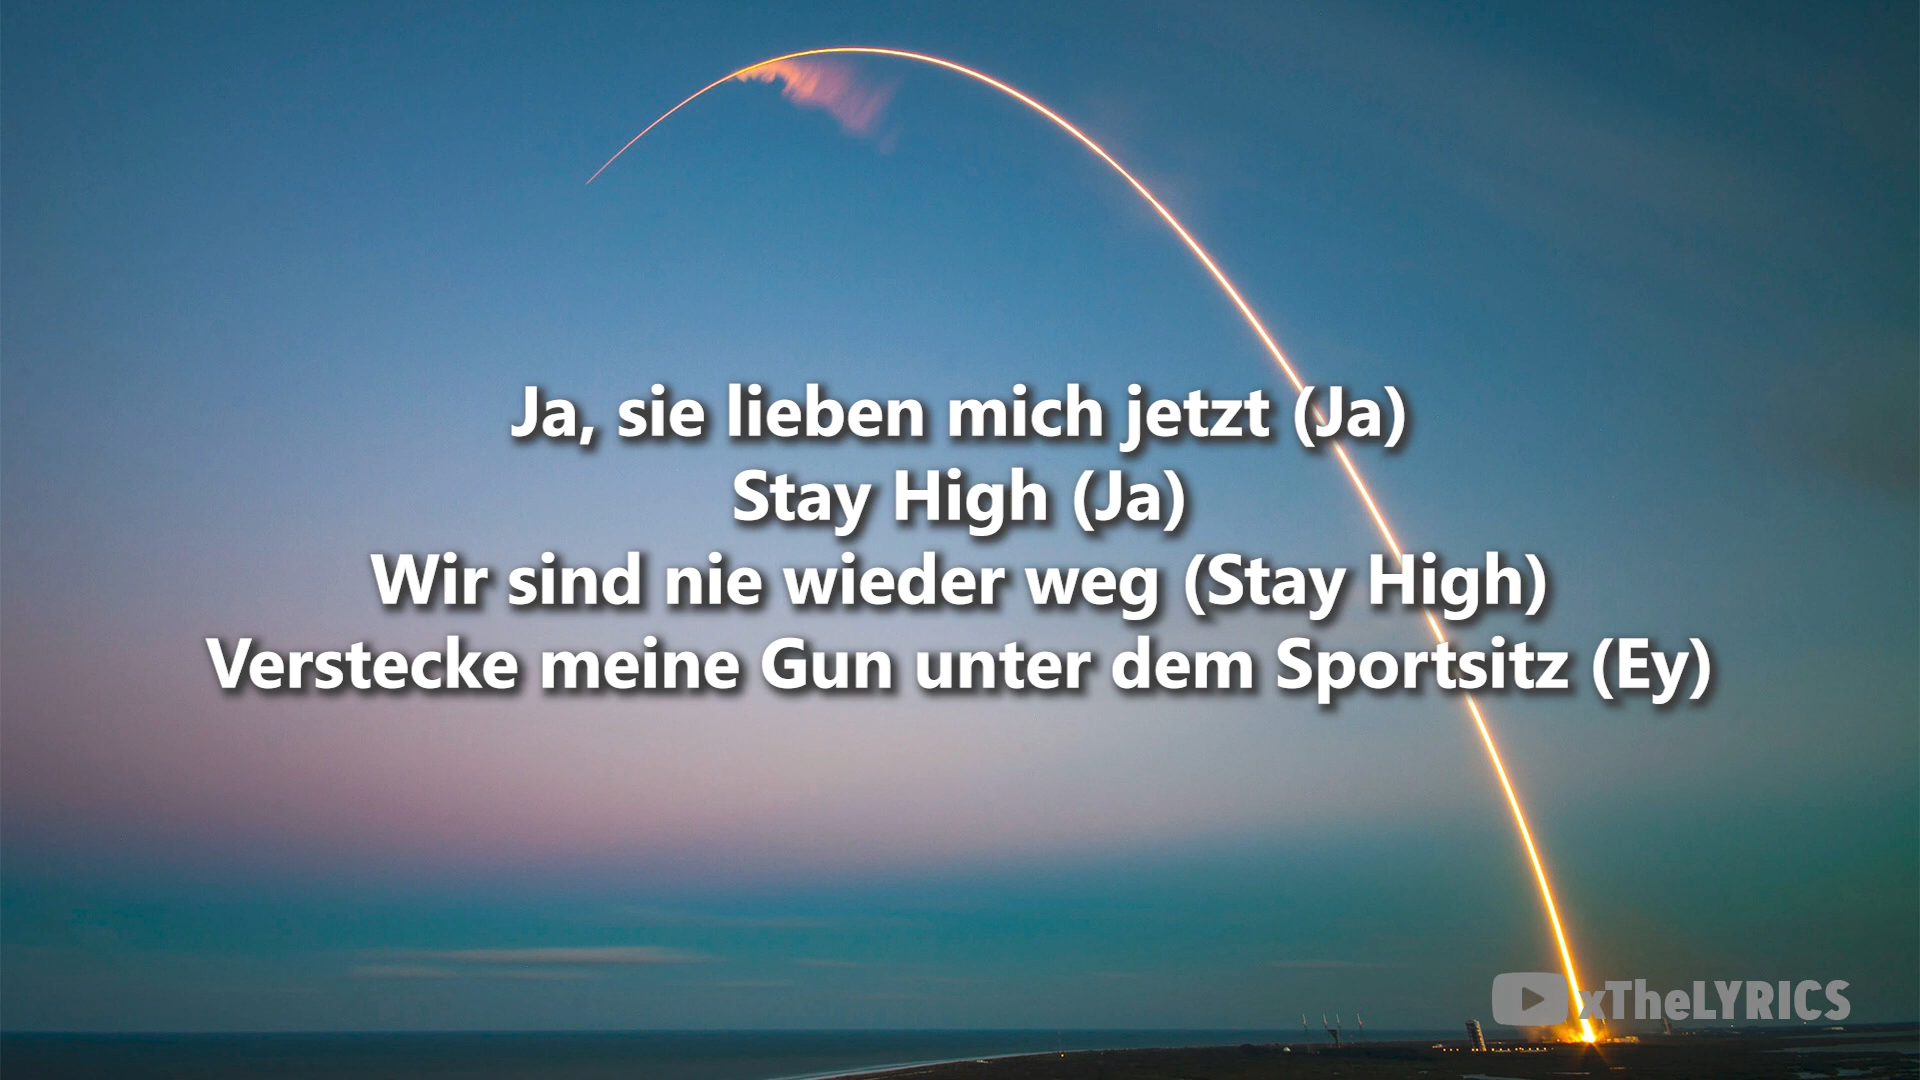 Ja, sie lieben mich jetzt (Ja)
Stay High (Ja)
Wir sind nie wieder weg (Stay High)
Verstecke meine Gun unter dem Sportsitz (Ey)
xTheLYRICS